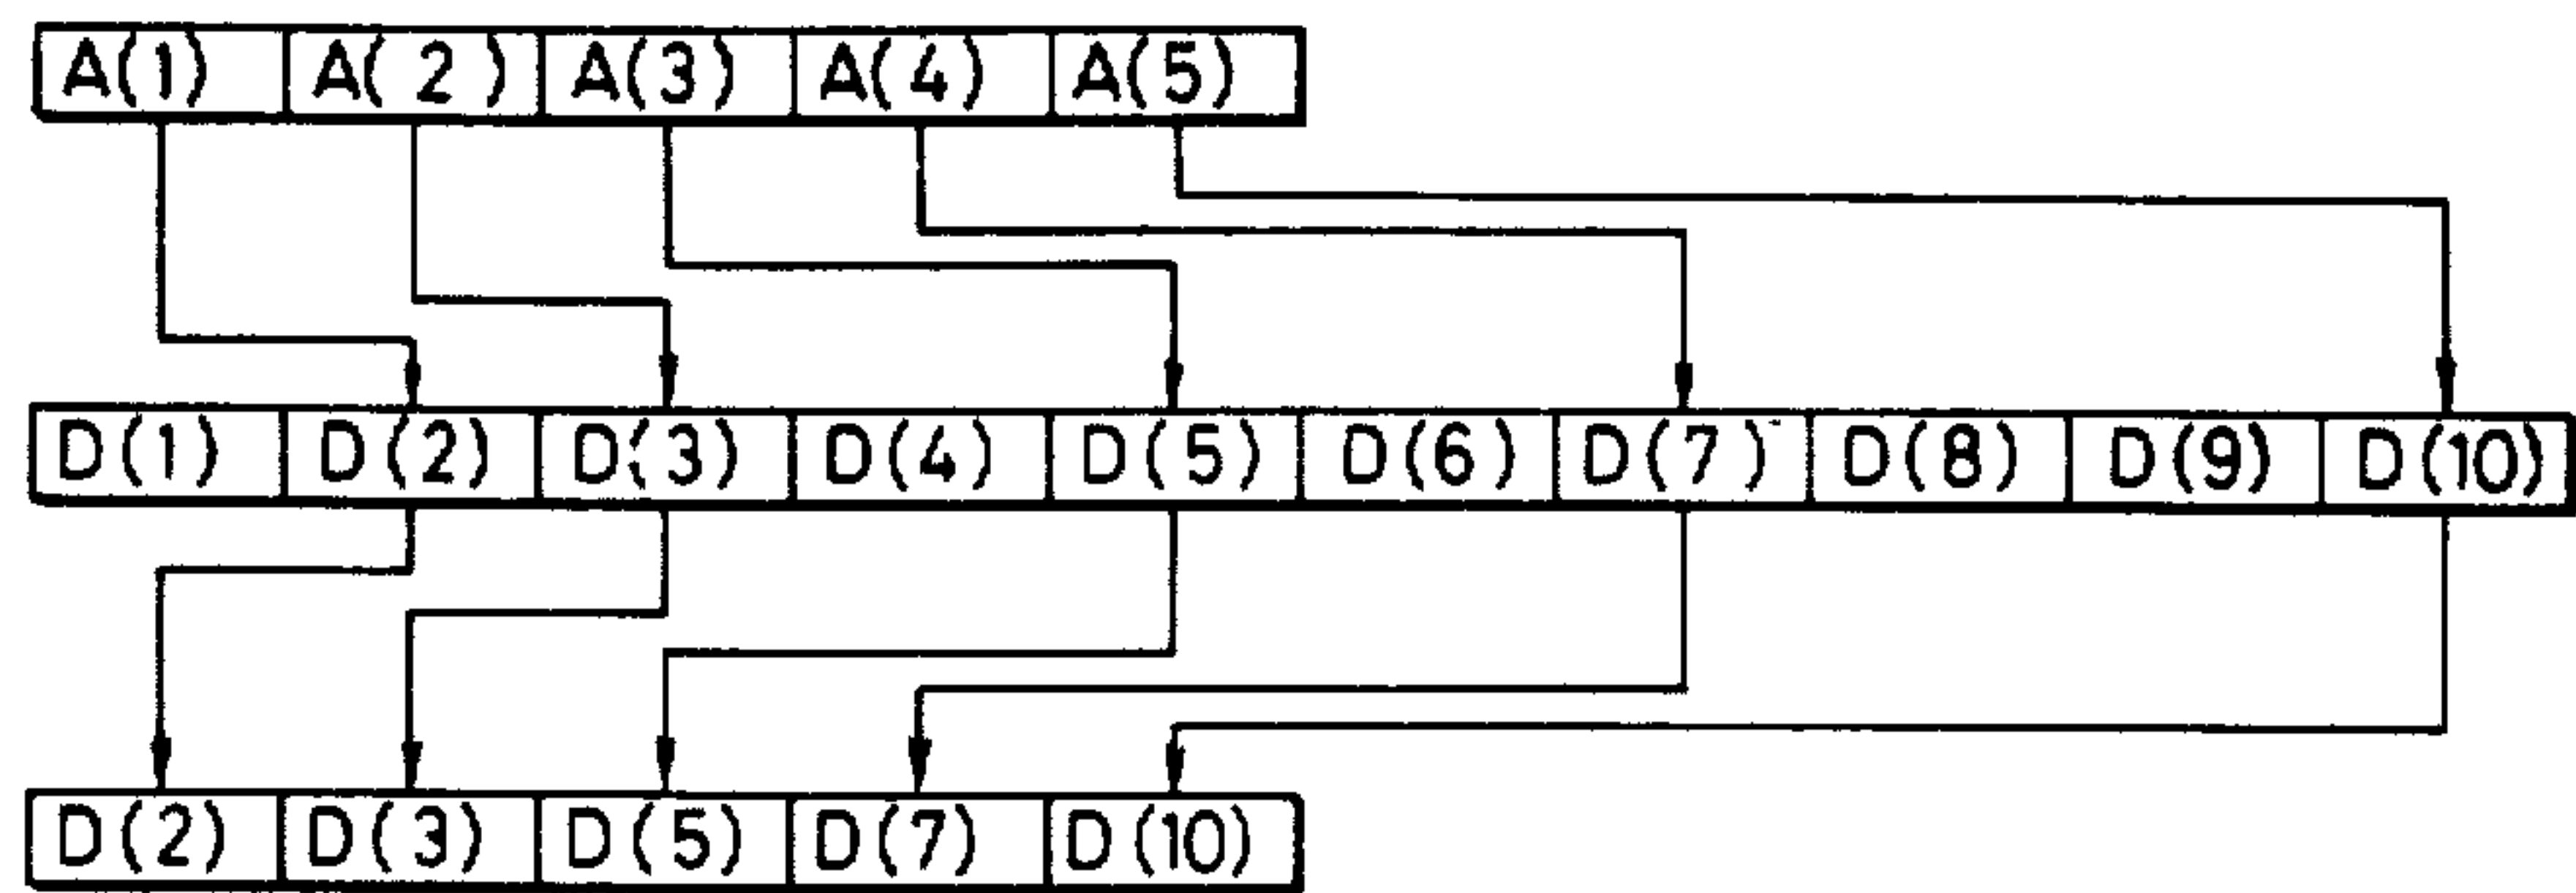 A(1) A(2) A(3) A(4) A(5)
D(1) D(2) D(3) D(4) D(5) D(6) D(7) D(8) D(9) D(10)
D(2) D(3) D(5) D(7) D(10)